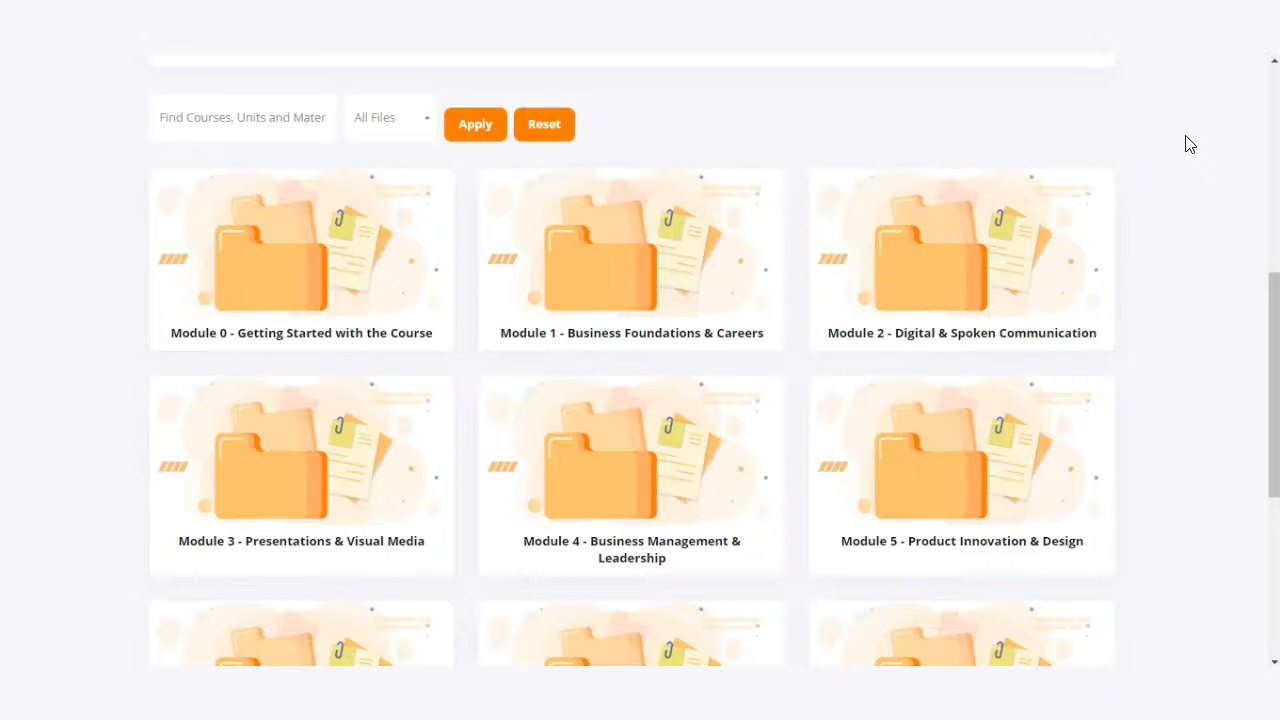 Find Courses, Units and Mater
All Files
Apply
Reset
Module 0 - Getting Started with the Course
Module 1 - Business Foundations & Careers
Module 2 - Digital & Spoken Communication
Module 3 - Presentations & Visual Media
Module 4 - Business Management &
Leadership
Module 5 - Product Innovation & Design